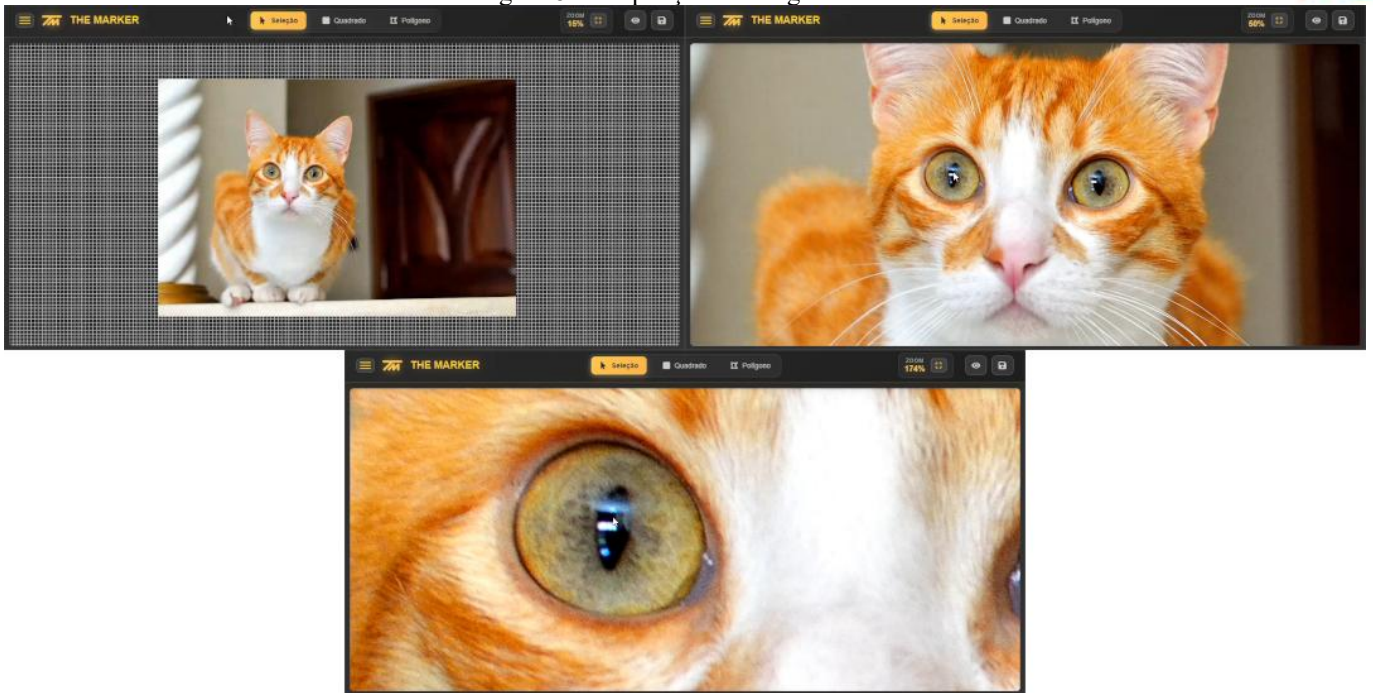 THE MARKER Seleção Quadrado Polígono ZOOM 15%
THE MARKER Seleção Quadrado Polígono ZOOM 50%
THE MARKER Seleção Quadrado Polígono ZOOM 174%